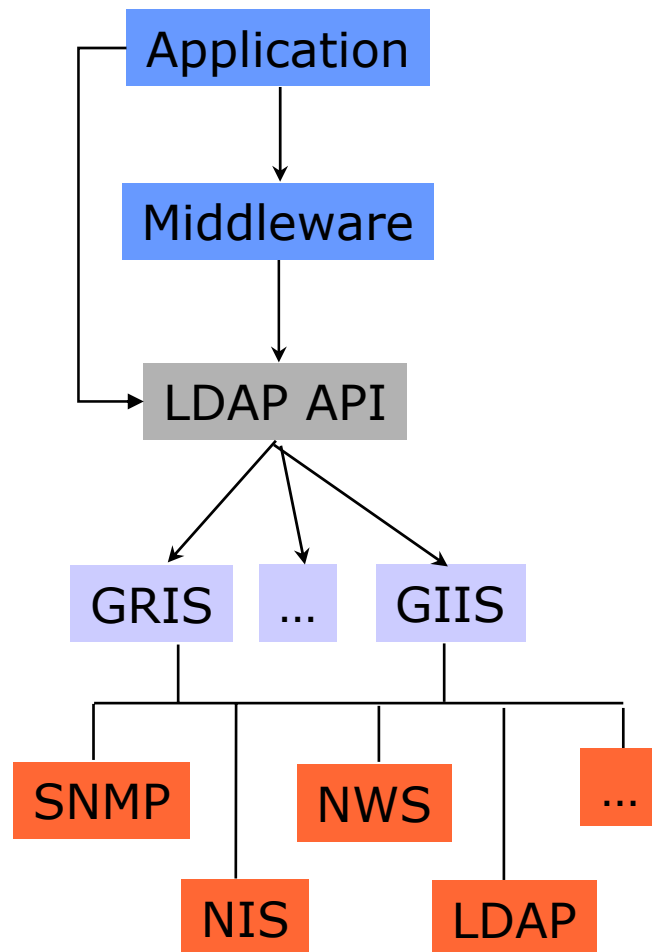 Application
Middleware
LDAP API
GRIS
...
GIIS
SNMP
NWS
...
NIS
LDAP